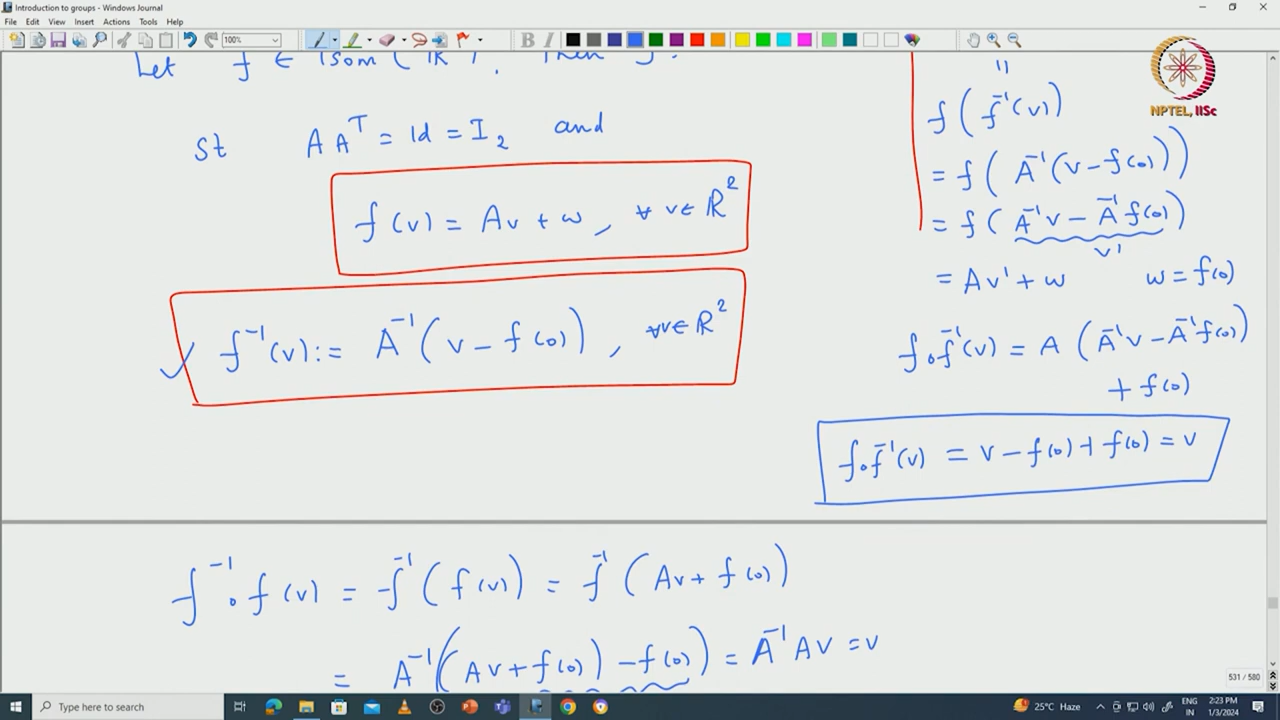 Introduction to groups - Windows Journal
File Edit View Insert Actions Tools Help
100%
B I
NPTEL, IISc
Let f ∈ Isom (ℝ²). Then
St A Aᵀ = Id = I₂ and
f(v) = Av + w, ∀ v ∈ ℝ²
✓ f⁻¹(v) := A⁻¹(v - f(0)), ∀v ∈ ℝ²
||
f(f⁻¹(v))
= f(A⁻¹(v - f(0)))
= f(A⁻¹v - A⁻¹f(0))
v'
= Av' + w w = f(0)
f∘f⁻¹(v) = A(A⁻¹v - A⁻¹f(0))
+ f(0)
f∘f⁻¹(v) = v - f(0) + f(0) = v
f⁻¹∘f(v) = f⁻¹(f(v)) = f⁻¹(Av + f(0))
= A⁻¹((Av + f(0)) - f(0)) = A⁻¹Av = v
531 / 580
Type here to search
25°C Haze
ENG
IN
2:23 PM
1/3/2024